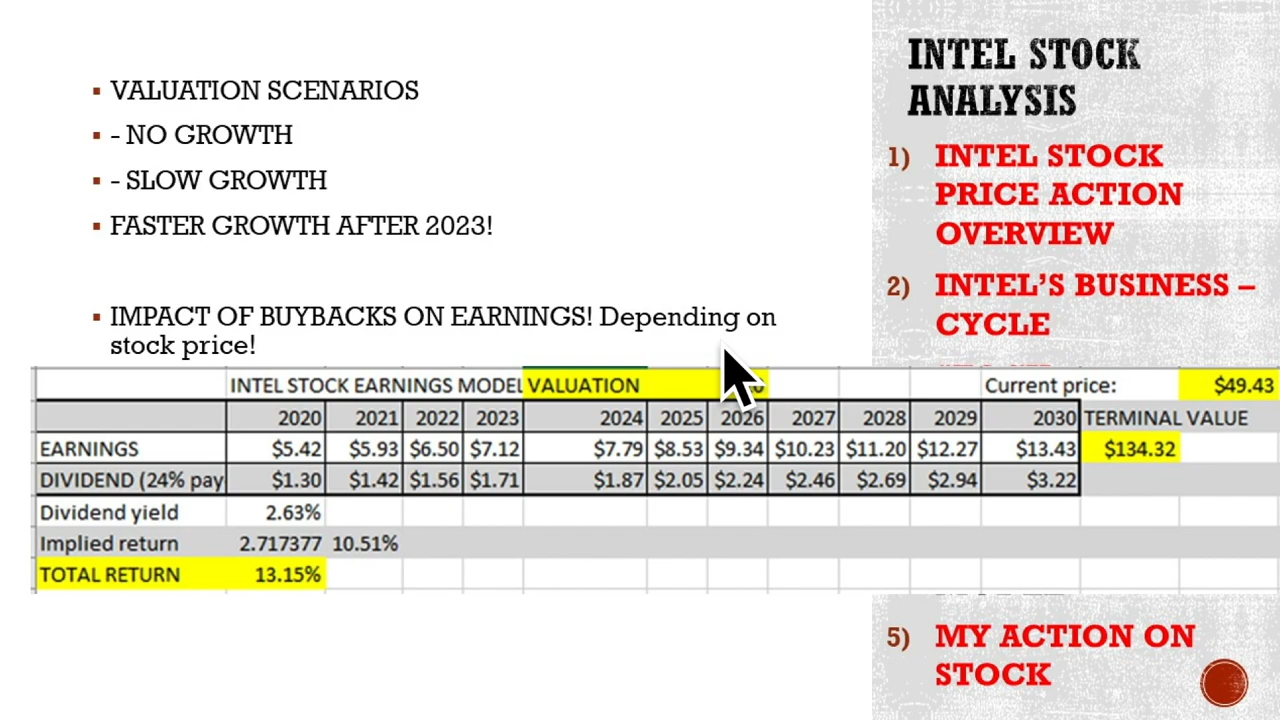 VALUATION SCENARIOS
- NO GROWTH
- SLOW GROWTH
FASTER GROWTH AFTER 2023!
IMPACT OF BUYBACKS ON EARNINGS! Depending on
stock price!
INTEL STOCK
ANALYSIS
1) INTEL STOCK
PRICE ACTION
OVERVIEW
2) INTEL'S BUSINESS –
CYCLE
INTEL STOCK EARNINGS MODEL VALUATION Current price: $49.43
2020 2021 2022 2023 2024 2025 2026 2027 2028 2029 2030 TERMINAL VALUE
EARNINGS $5.42 $5.93 $6.50 $7.12 $7.79 $8.53 $9.34 $10.23 $11.20 $12.27 $13.43 $134.32
DIVIDEND (24% pay $1.30 $1.42 $1.56 $1.71 $1.87 $2.05 $2.24 $2.46 $2.69 $2.94 $3.22
Dividend yield 2.63%
Implied return 2.717377 10.51%
TOTAL RETURN 13.15%
5) MY ACTION ON
STOCK